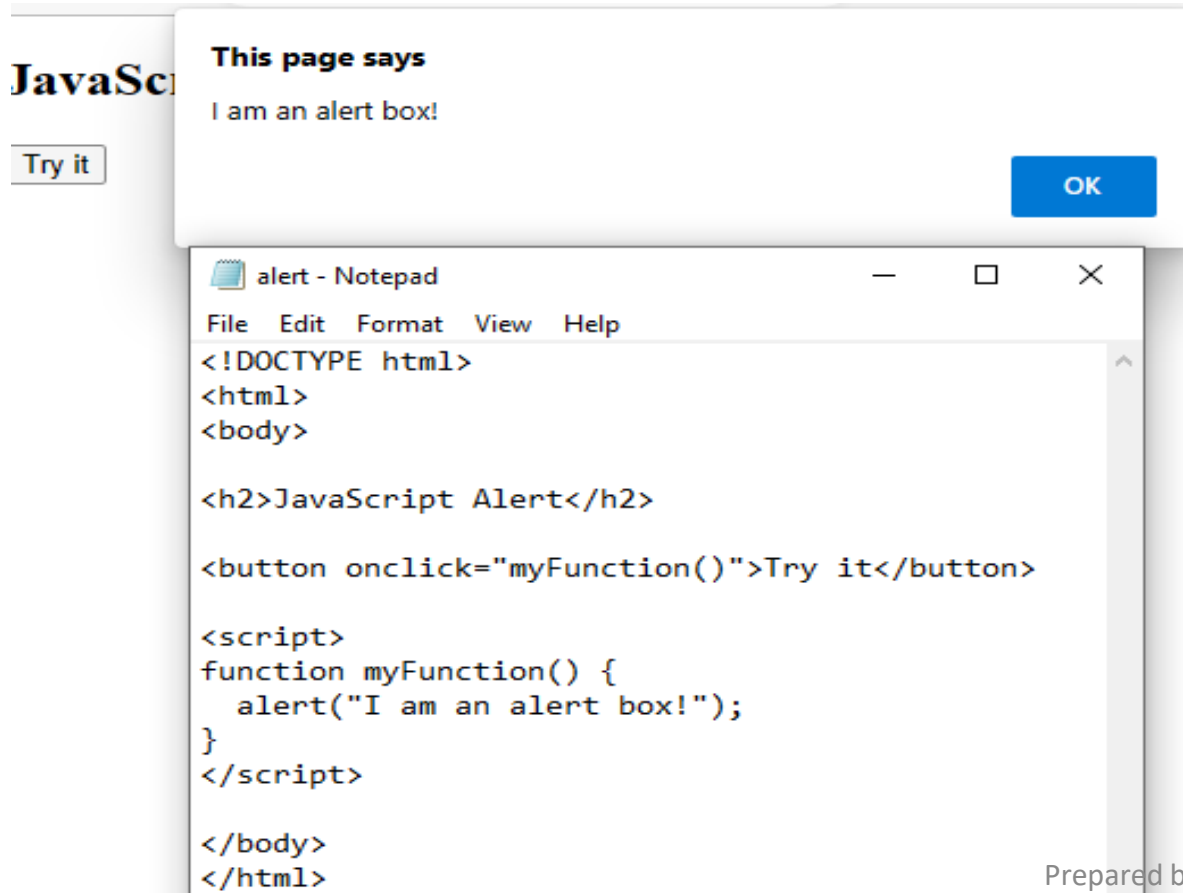 This page says
JavaScr
I am an alert box!
Try it
OK
alert - Notepad
File Edit Format View Help
<!DOCTYPE html>
<html>
<body>
<h2>JavaScript Alert</h2>
<button onclick="myFunction()">Try it</button>
<script>
function myFunction() {
  alert("I am an alert box!");
}
</script>
</body>
</html>
Prepared b